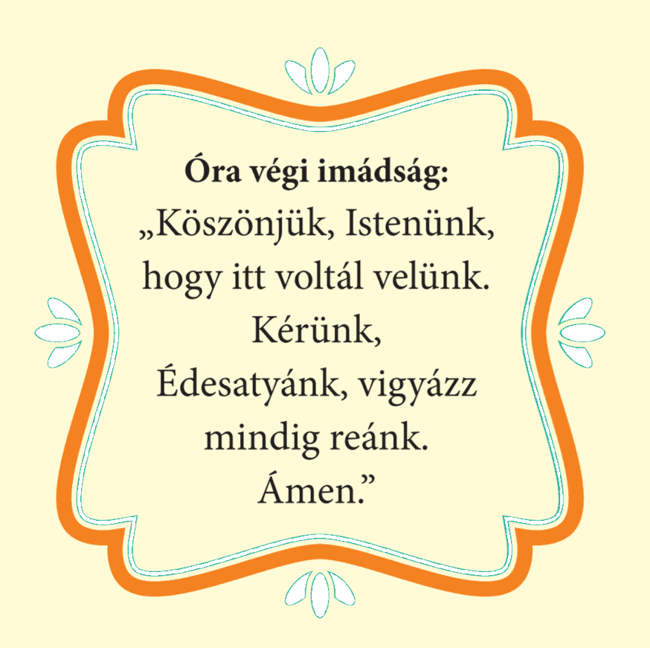 Óra végi imádság:
„Köszönjük, Istenünk,
hogy itt voltál velünk.
Kérünk,
Édesatyánk, vigyázz
mindig reánk.
Ámen.”